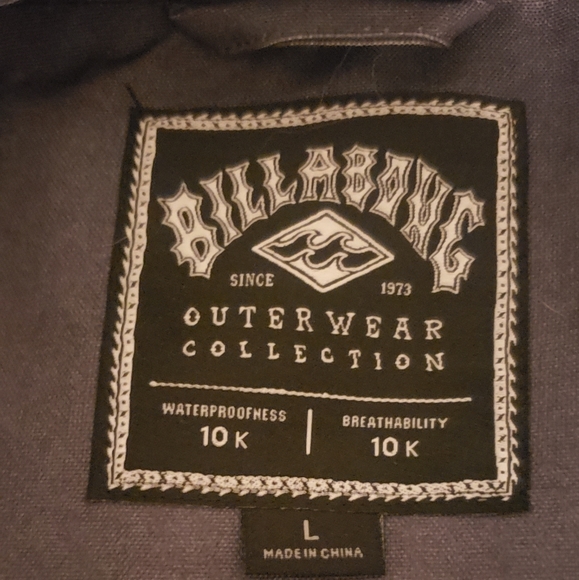 BILLABONG
SINCE 1973
OUTERWEAR
COLLECTION
WATERPROOFNESS BREATHABILITY
10K 10K
L
MADE IN CHINA